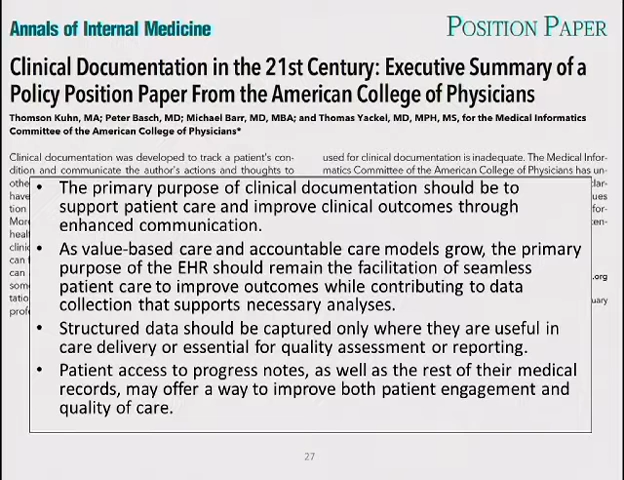 Annals of Internal Medicine
POSITION PAPER
Clinical Documentation in the 21st Century: Executive Summary of a
Policy Position Paper From the American College of Physicians
Thomson Kuhn, MA; Peter Basch, MD; Michael Barr, MD, MBA; and Thomas Yackel, MD, MPH, MS, for the Medical Informatics
Committee of the American College of Physicians*
Clinical documentation was developed to track a patient's con-
dition and communicate the author's actions and thoughts to
used for clinical documentation is inadequate. The Medical Infor-
matics Committee of the American College of Physicians has un-
• The primary purpose of clinical documentation should be to
support patient care and improve clinical outcomes through
enhanced communication.
• As value-based care and accountable care models grow, the primary
purpose of the EHR should remain the facilitation of seamless
patient care to improve outcomes while contributing to data
collection that supports necessary analyses.
• Structured data should be captured only where they are useful in
care delivery or essential for quality assessment or reporting.
• Patient access to progress notes, as well as the rest of their medical
records, may offer a way to improve both patient engagement and
quality of care.
27